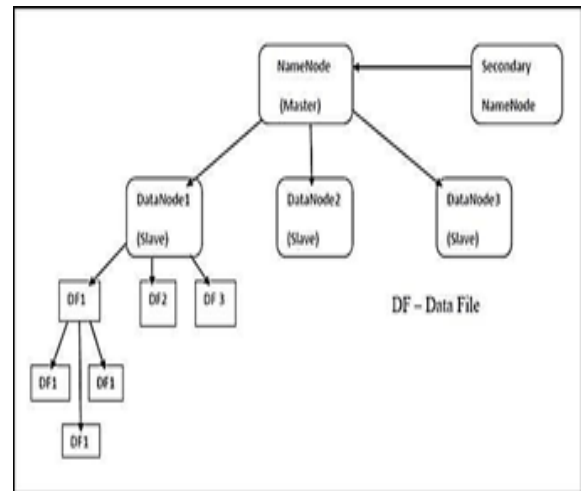 NameNode
(Master)
Secondary
NameNode
DataNode1
(Slave)
DataNode2
(Slave)
DataNode3
(Slave)
DF1
DF2
DF 3
DF – Data File
DF1
DF1
DF1